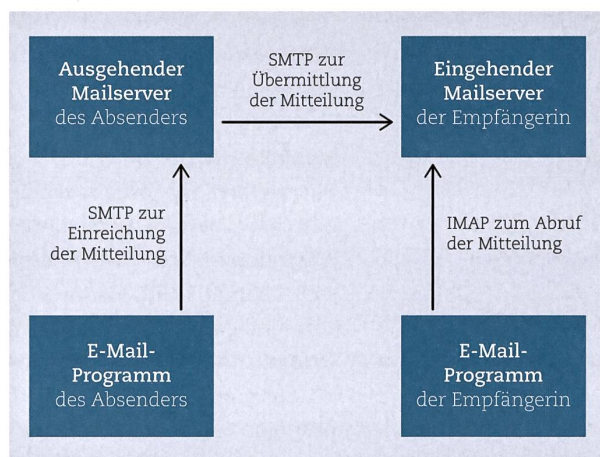 Ausgehender
Mailserver
des Absenders
SMTP zur
Übermittlung
der Mitteilung
Eingehender
Mailserver
der Empfängerin
SMTP zur
Einreichung
der Mitteilung
IMAP zum Abruf
der Mitteilung
E-Mail-
Programm
des Absenders
E-Mail-
Programm
der Empfängerin